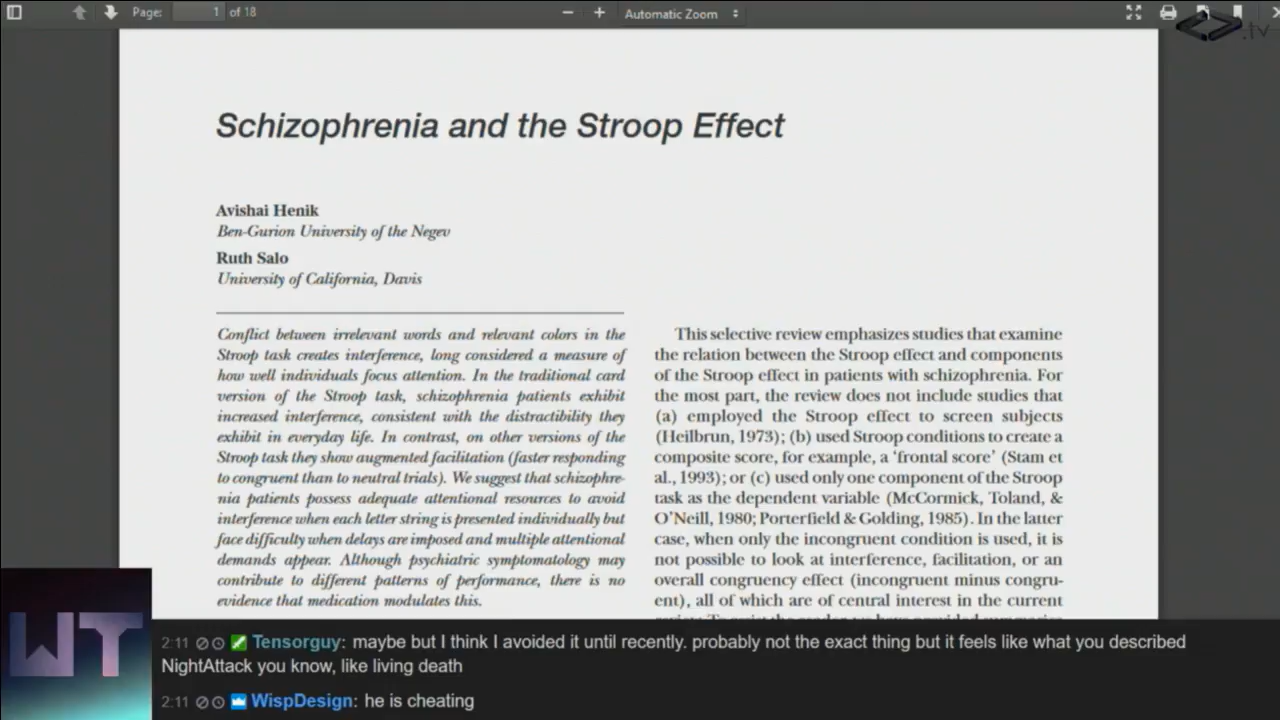 Page: 1 of 18
Automatic Zoom
.tv
Schizophrenia and the Stroop Effect
Avishai Henik
Ben-Gurion University of the Negev
Ruth Salo
University of California, Davis
Conflict between irrelevant words and relevant colors in the
Stroop task creates interference, long considered a measure of
how well individuals focus attention. In the traditional card
version of the Stroop task, schizophrenia patients exhibit
increased interference, consistent with the distractibility they
exhibit in everyday life. In contrast, on other versions of the
Stroop task they show augmented facilitation (faster responding
to congruent than to neutral trials). We suggest that schizophre-
nia patients possess adequate attentional resources to avoid
interference when each letter string is presented individually but
face difficulty when delays are imposed and multiple attentional
demands appear. Although psychiatric symptomatology may
contribute to different patterns of performance, there is no
evidence that medication modulates this.
This selective review emphasizes studies that examine
the relation between the Stroop effect and components
of the Stroop effect in patients with schizophrenia. For
the most part, the review does not include studies that
(a) employed the Stroop effect to screen subjects
(Heilbrun, 1973); (b) used Stroop conditions to create a
composite score, for example, a ‘frontal score’ (Stam et
al., 1993); or (c) used only one component of the Stroop
task as the dependent variable (McCormick, Toland, &
O’Neill, 1980; Porterfield & Golding, 1985). In the latter
case, when only the incongruent condition is used, it is
not possible to look at interference, facilitation, or an
overall congruency effect (incongruent minus congru-
ent), all of which are of central interest in the current
WT
2:11 Tensorguy: maybe but I think I avoided it until recently. probably not the exact thing but it feels like what you described
NightAttack you know, like living death
2:11 WispDesign: he is cheating